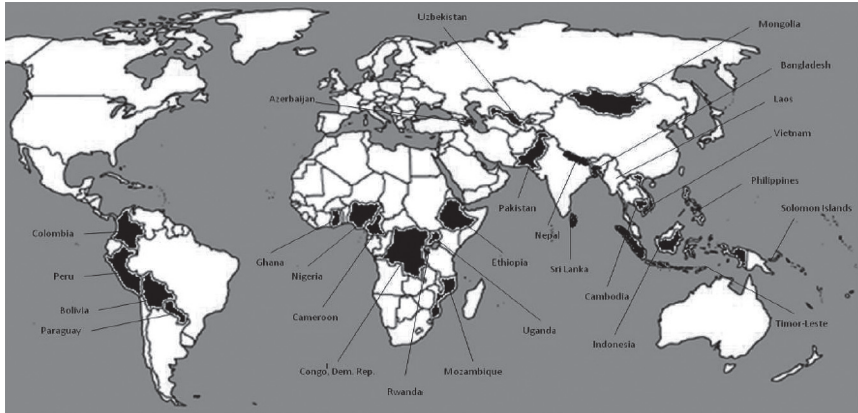 Uzbekistan
Mongolia
Bangladesh
Azerbaijan
Laos
Vietnam
Philippines
Pakistan
Solomon Islands
Colombia
Nepal
Ghana
Ethiopia
Sri Lanka
Peru
Nigeria
Cambodia
Bolivia
Cameroon
Uganda
Timor-Leste
Paraguay
Indonesia
Congo, Dem. Rep.
Mozambique
Rwanda